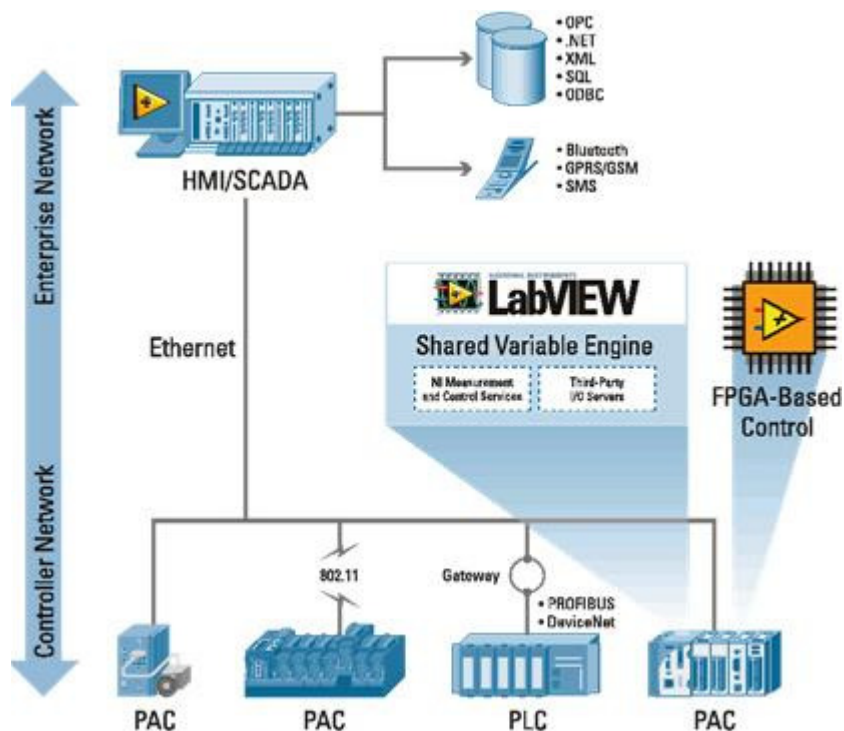 • OPC
• .NET
• XML
• SQL
• ODBC
HMI/SCADA
• Bluetooth
• GPRS/GSM
• SMS
Enterprise Network
Ethernet
NATIONAL INSTRUMENTS
LabVIEW
Shared Variable Engine
NI Measurement
and Control Services
Third-Party
I/O Servers
FPGA-Based
Control
Controller Network
802.11
Gateway
• PROFIBUS
• DeviceNet
PAC
PAC
PLC
PAC